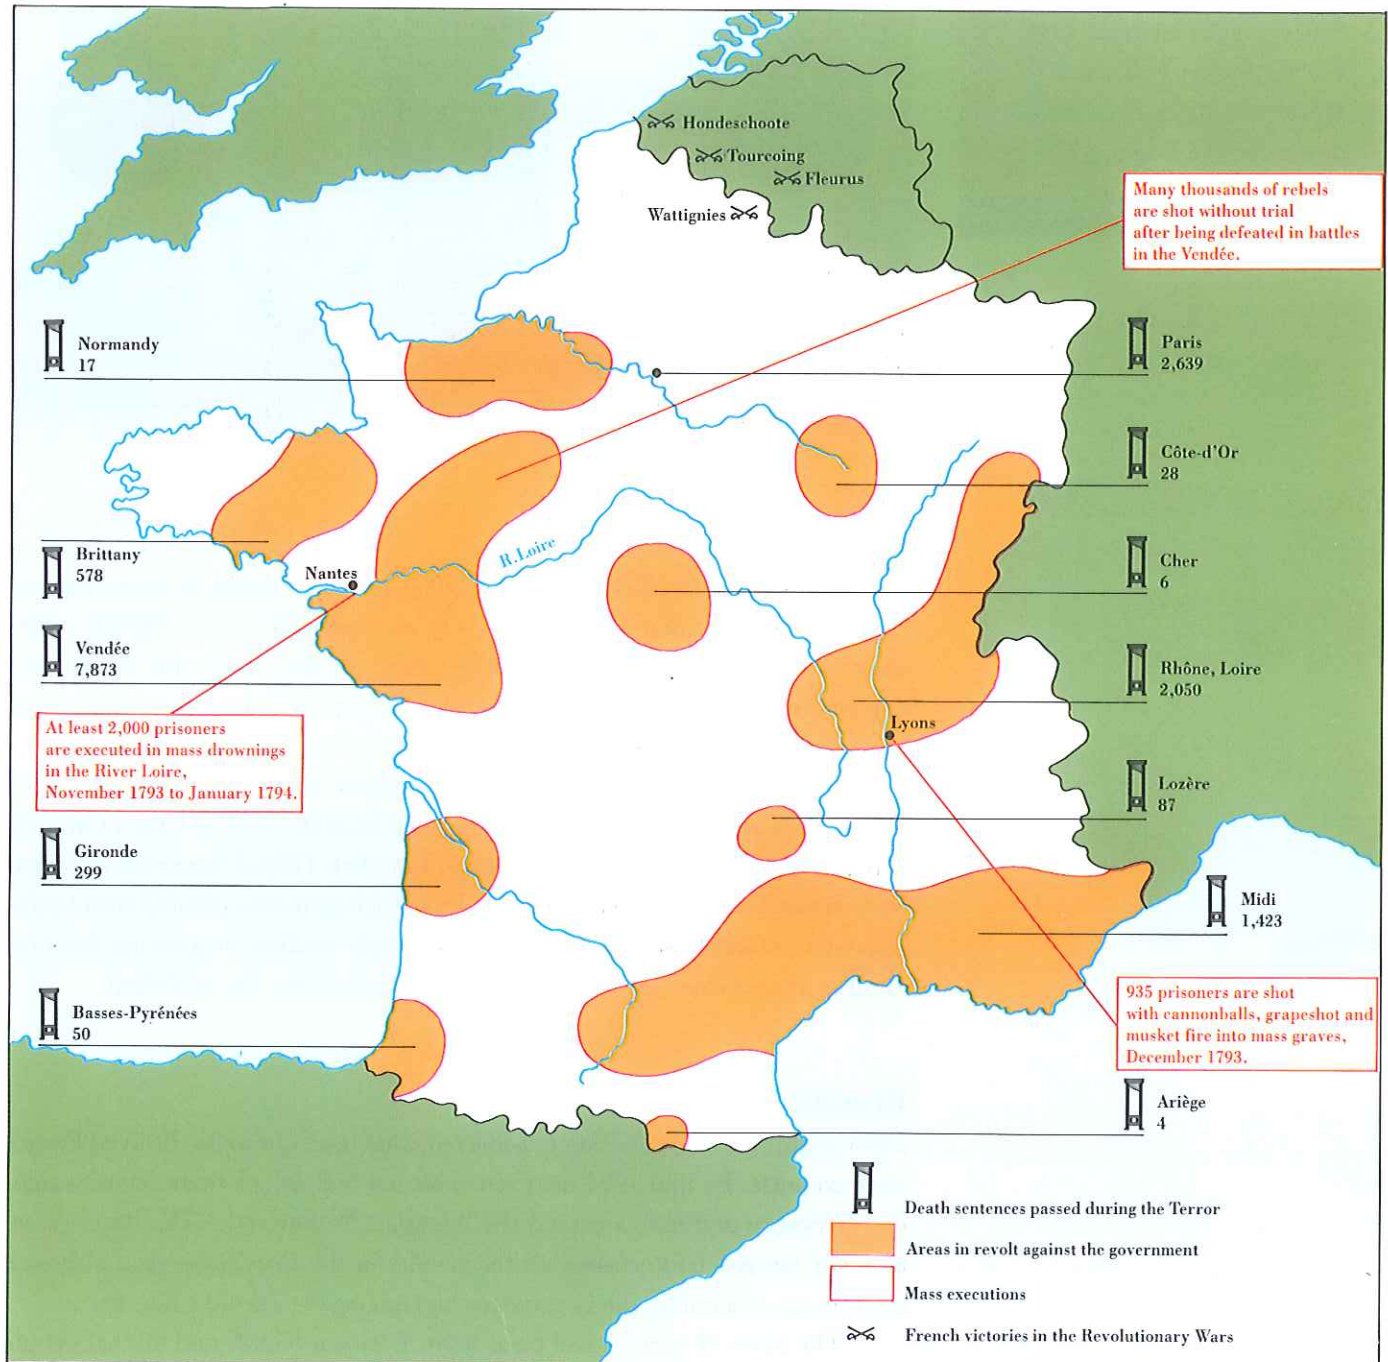 Hondeschoote
Tourcoing
Fleurus
Wattignies
Many thousands of rebels
are shot without trial
after being defeated in battles
in the Vendée.
Normandy
17
Paris
2,639
Côte-d'Or
28
Brittany
578
Nantes
R.Loire
Cher
6
Vendée
7,873
Rhône, Loire
2,050
Lyons
At least 2,000 prisoners
are executed in mass drownings
in the River Loire,
November 1793 to January 1794.
Lozère
87
Gironde
299
Midi
1,423
Basses-Pyrénées
50
935 prisoners are shot
with cannonballs, grapeshot and
musket fire into mass graves,
December 1793.
Ariège
4
Death sentences passed during the Terror
Areas in revolt against the government
Mass executions
French victories in the Revolutionary Wars